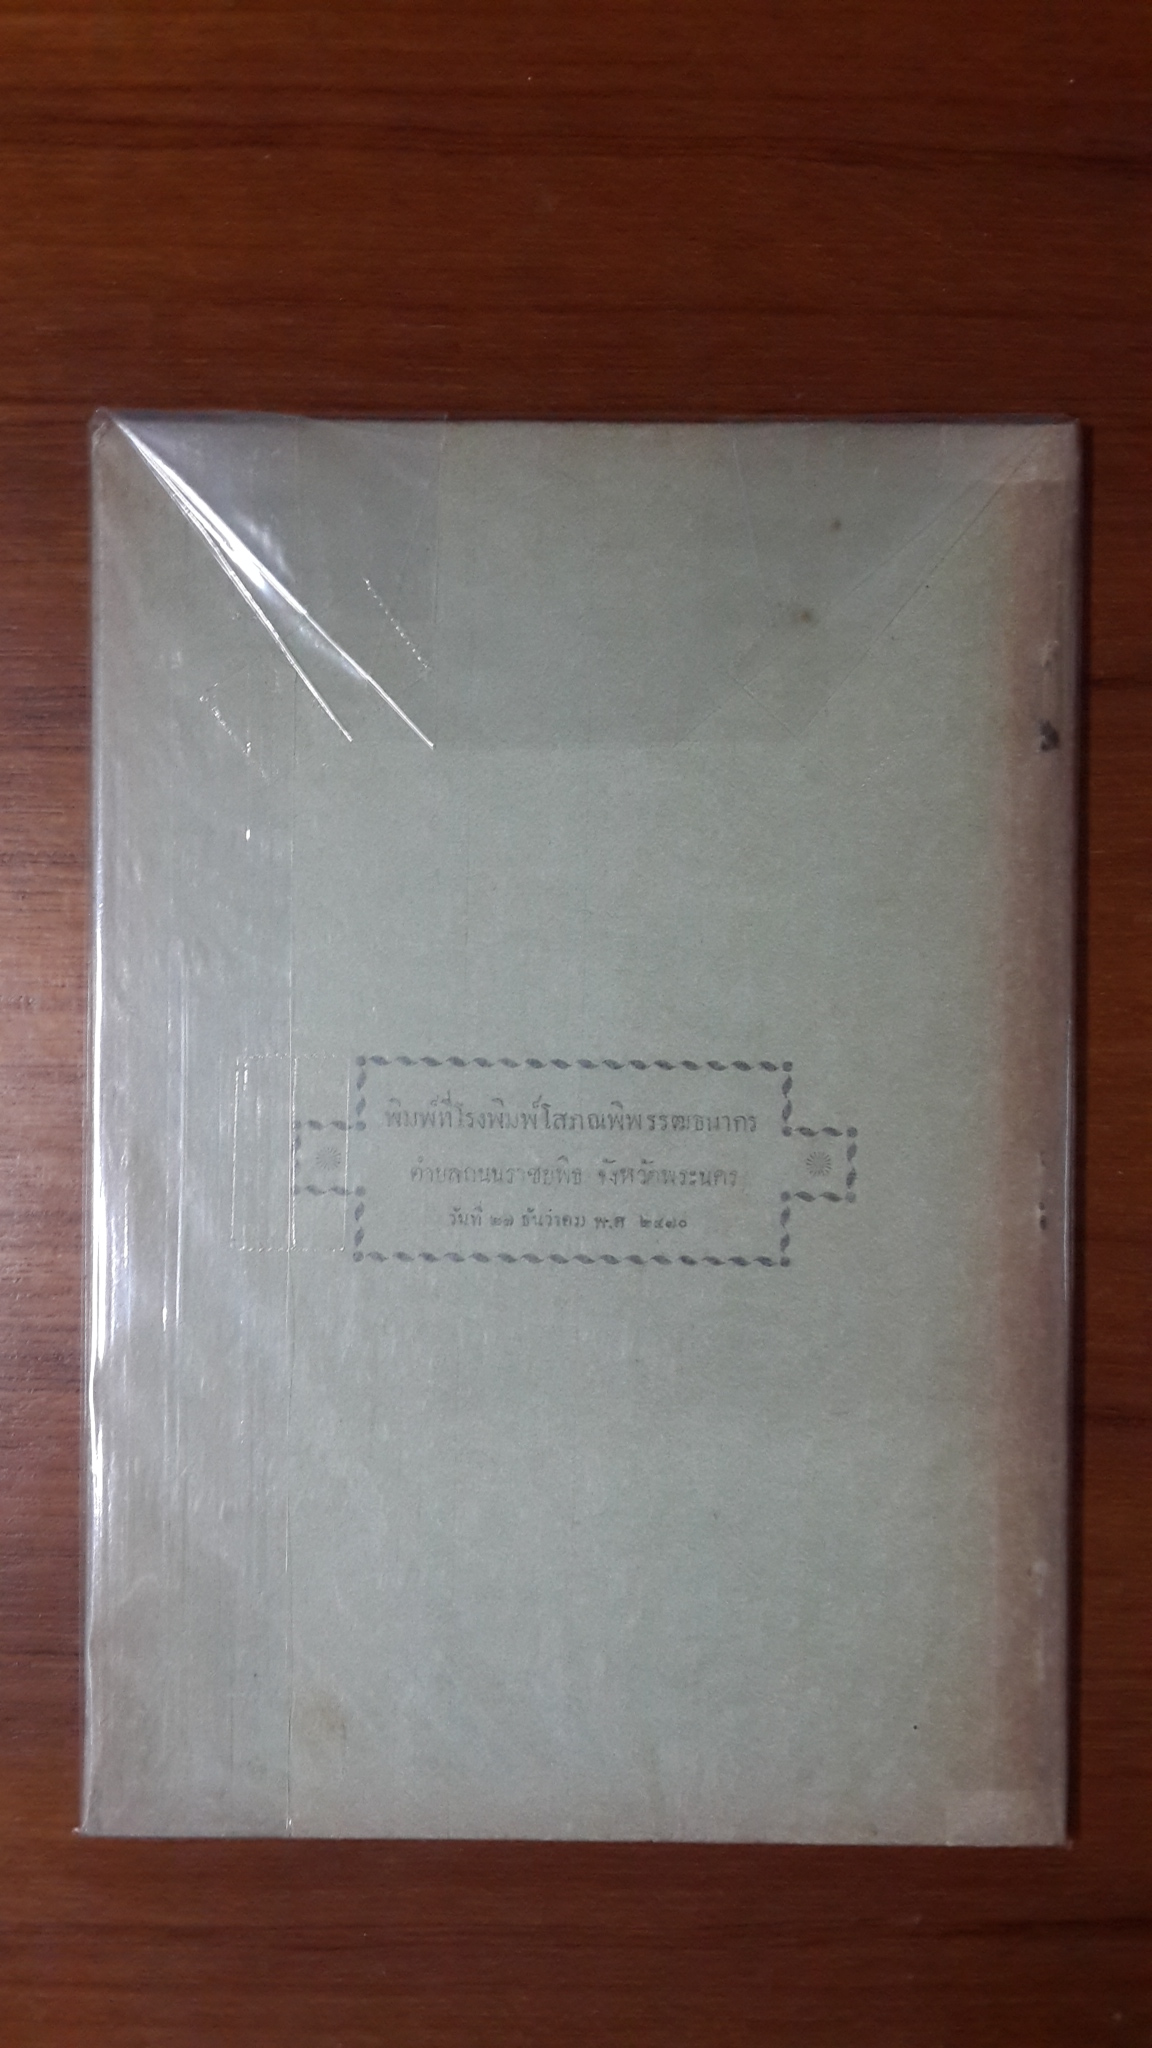 พิมพ์ที่โรงพิมพ์โสภณพิพรรฒธนากร
ตำบลถนนราชบพิธ จังหวัดพระนคร
วันที่ ๒๑ ธันวาคม พ.ศ ๒๔๗๐